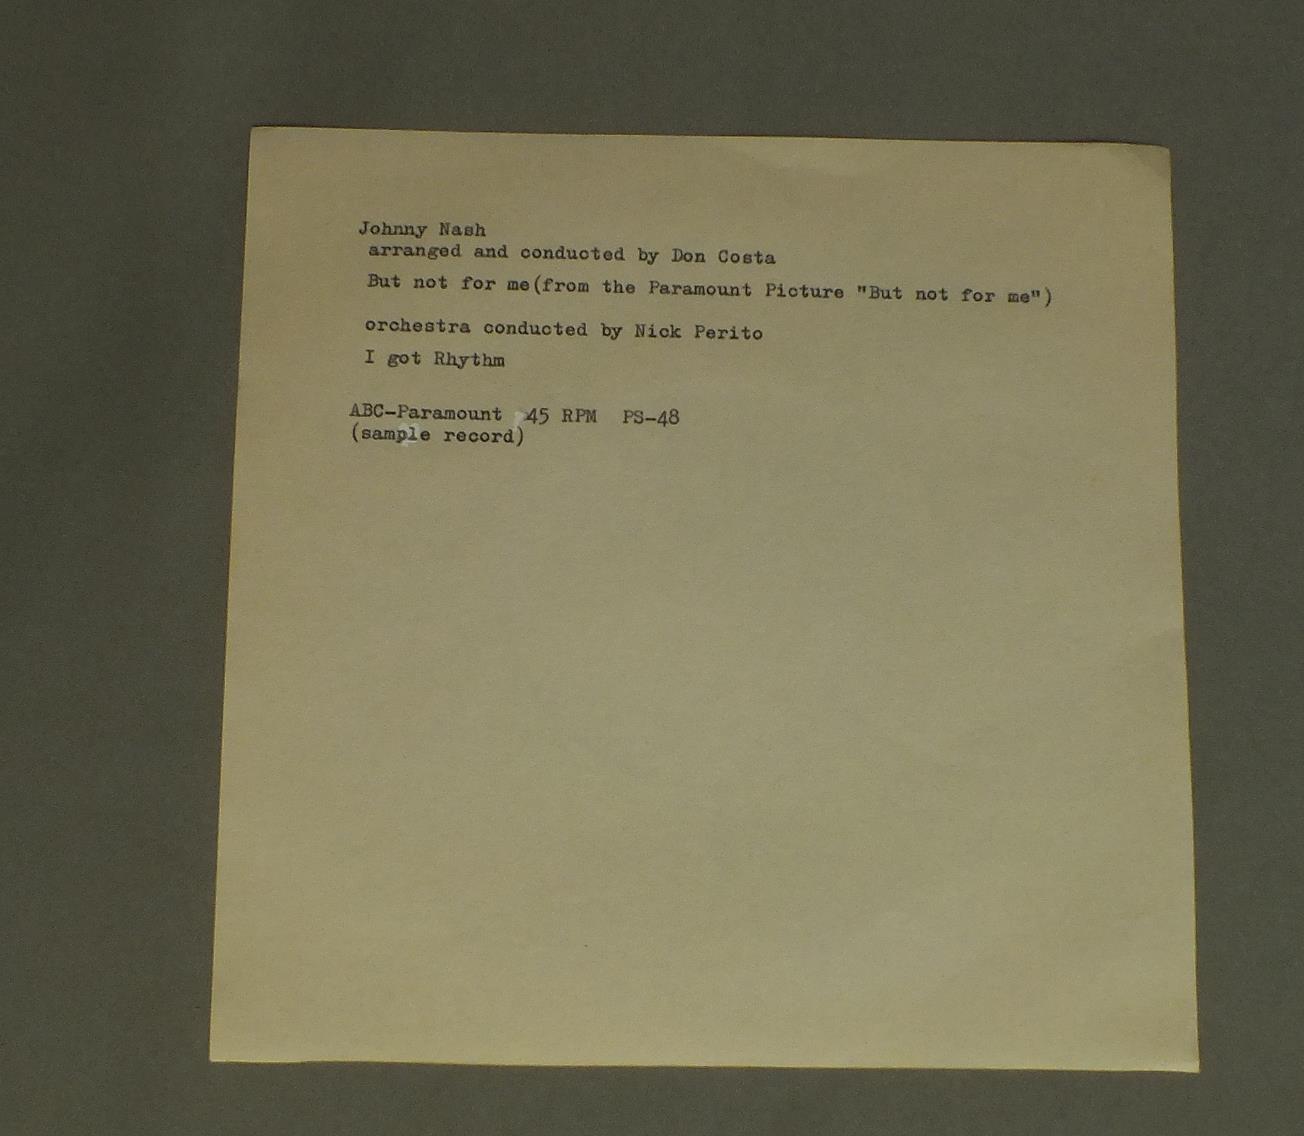 Johnny Nash
arranged and conducted by Don Costa
But not for me(from the Paramount Picture "But not for me")
orchestra conducted by Nick Perito
I got Rhythm
ABC-Paramount 45 RPM PS-48
(sample record)